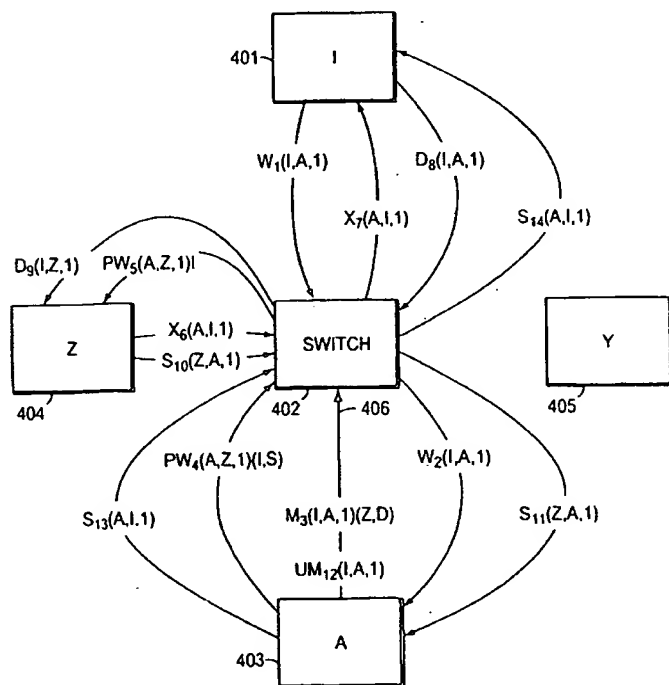 401
I
W₁(I,A,1)
D₈(I,A,1)
X₇(A,I,1)
S₁₄(A,I,1)
D₉(I,Z,1)
PW₅(A,Z,1)I
Z
X₆(A,I,1)
S₁₀(Z,A,1)
SWITCH
Y
404
402
406
405
PW₄(A,Z,1)(I,S)
W₂(I,A,1)
S₁₃(A,I,1)
M₃(I,A,1)(Z,D)
S₁₁(Z,A,1)
UM₁₂(I,A,1)
A
403